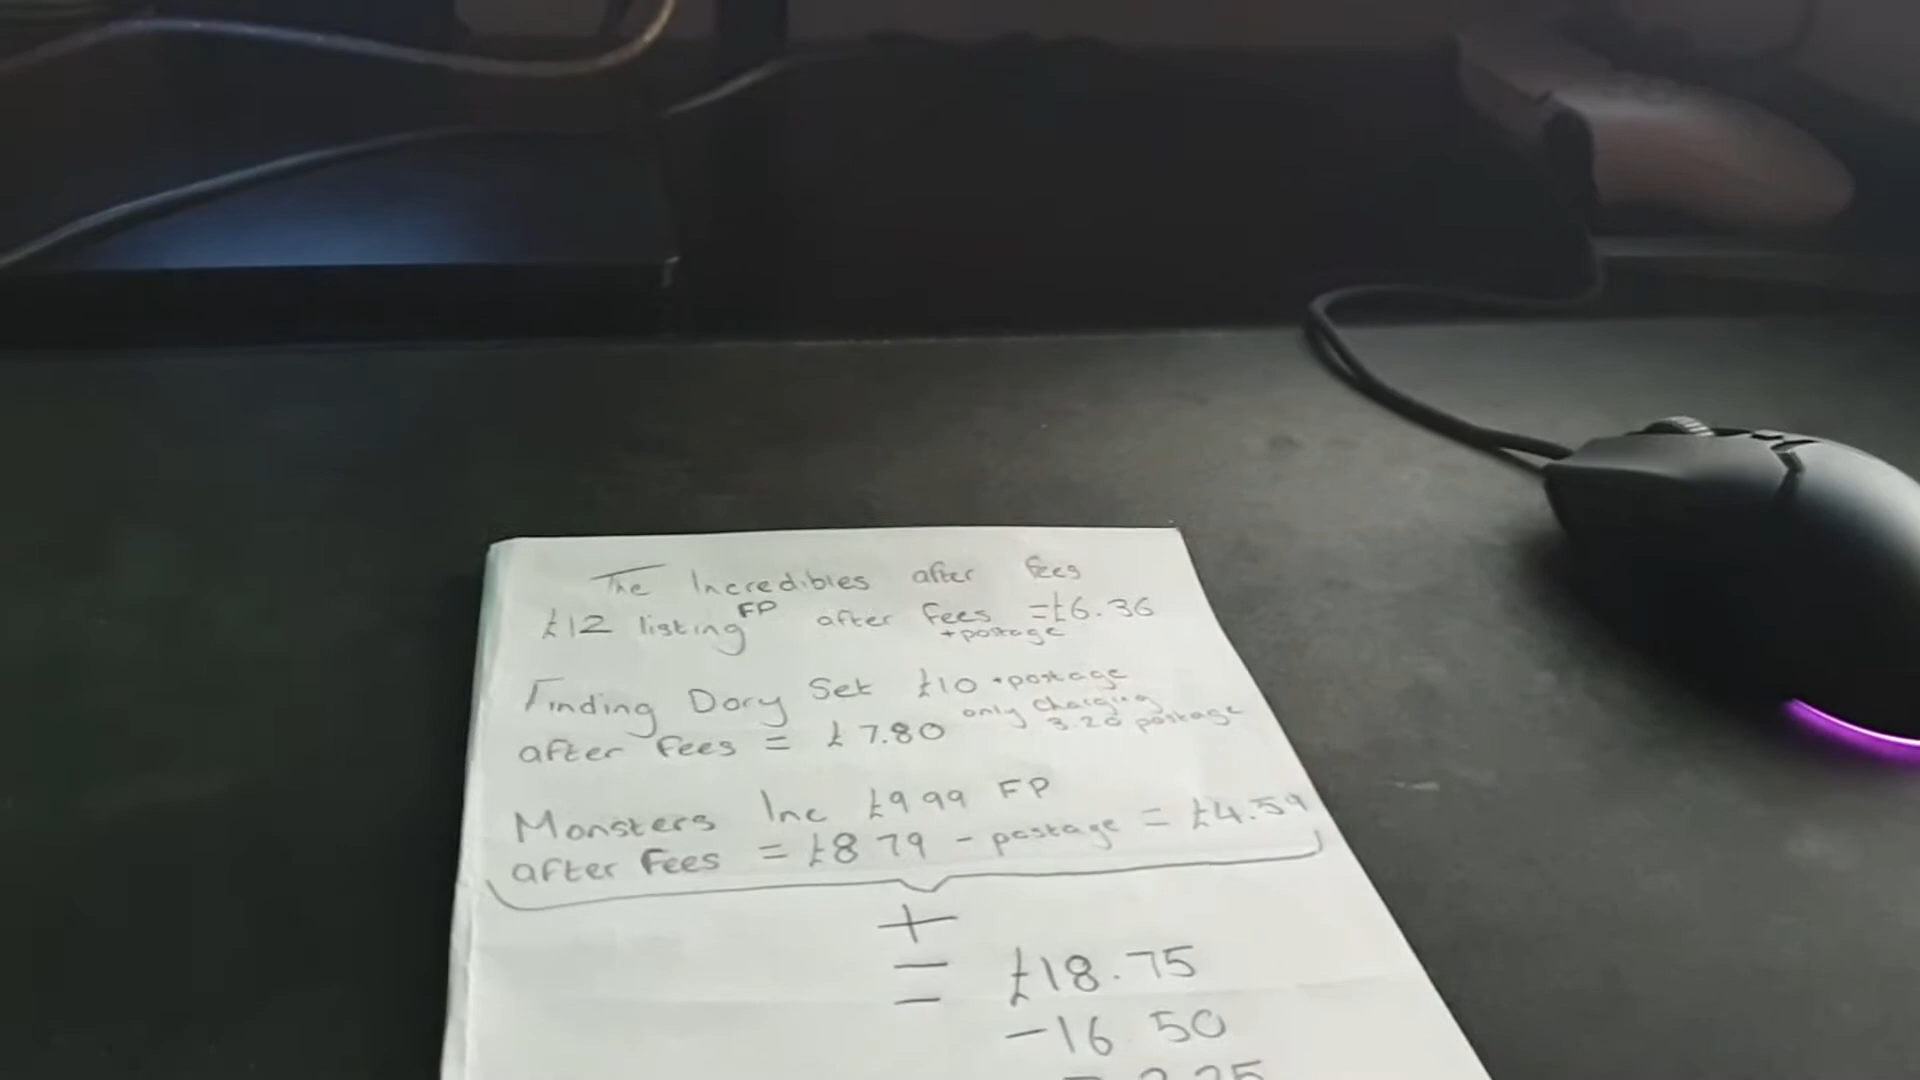 The Incredibles after fees
£12 listing FP after fees = £6.36
+postage
Finding Dory Set £10 +postage
only charging
after fees = £7.80 3.20 postage
Monsters Inc £9 99 FP
after Fees = £8 79 - postage = £4.59
+
= £18.75
-16 50